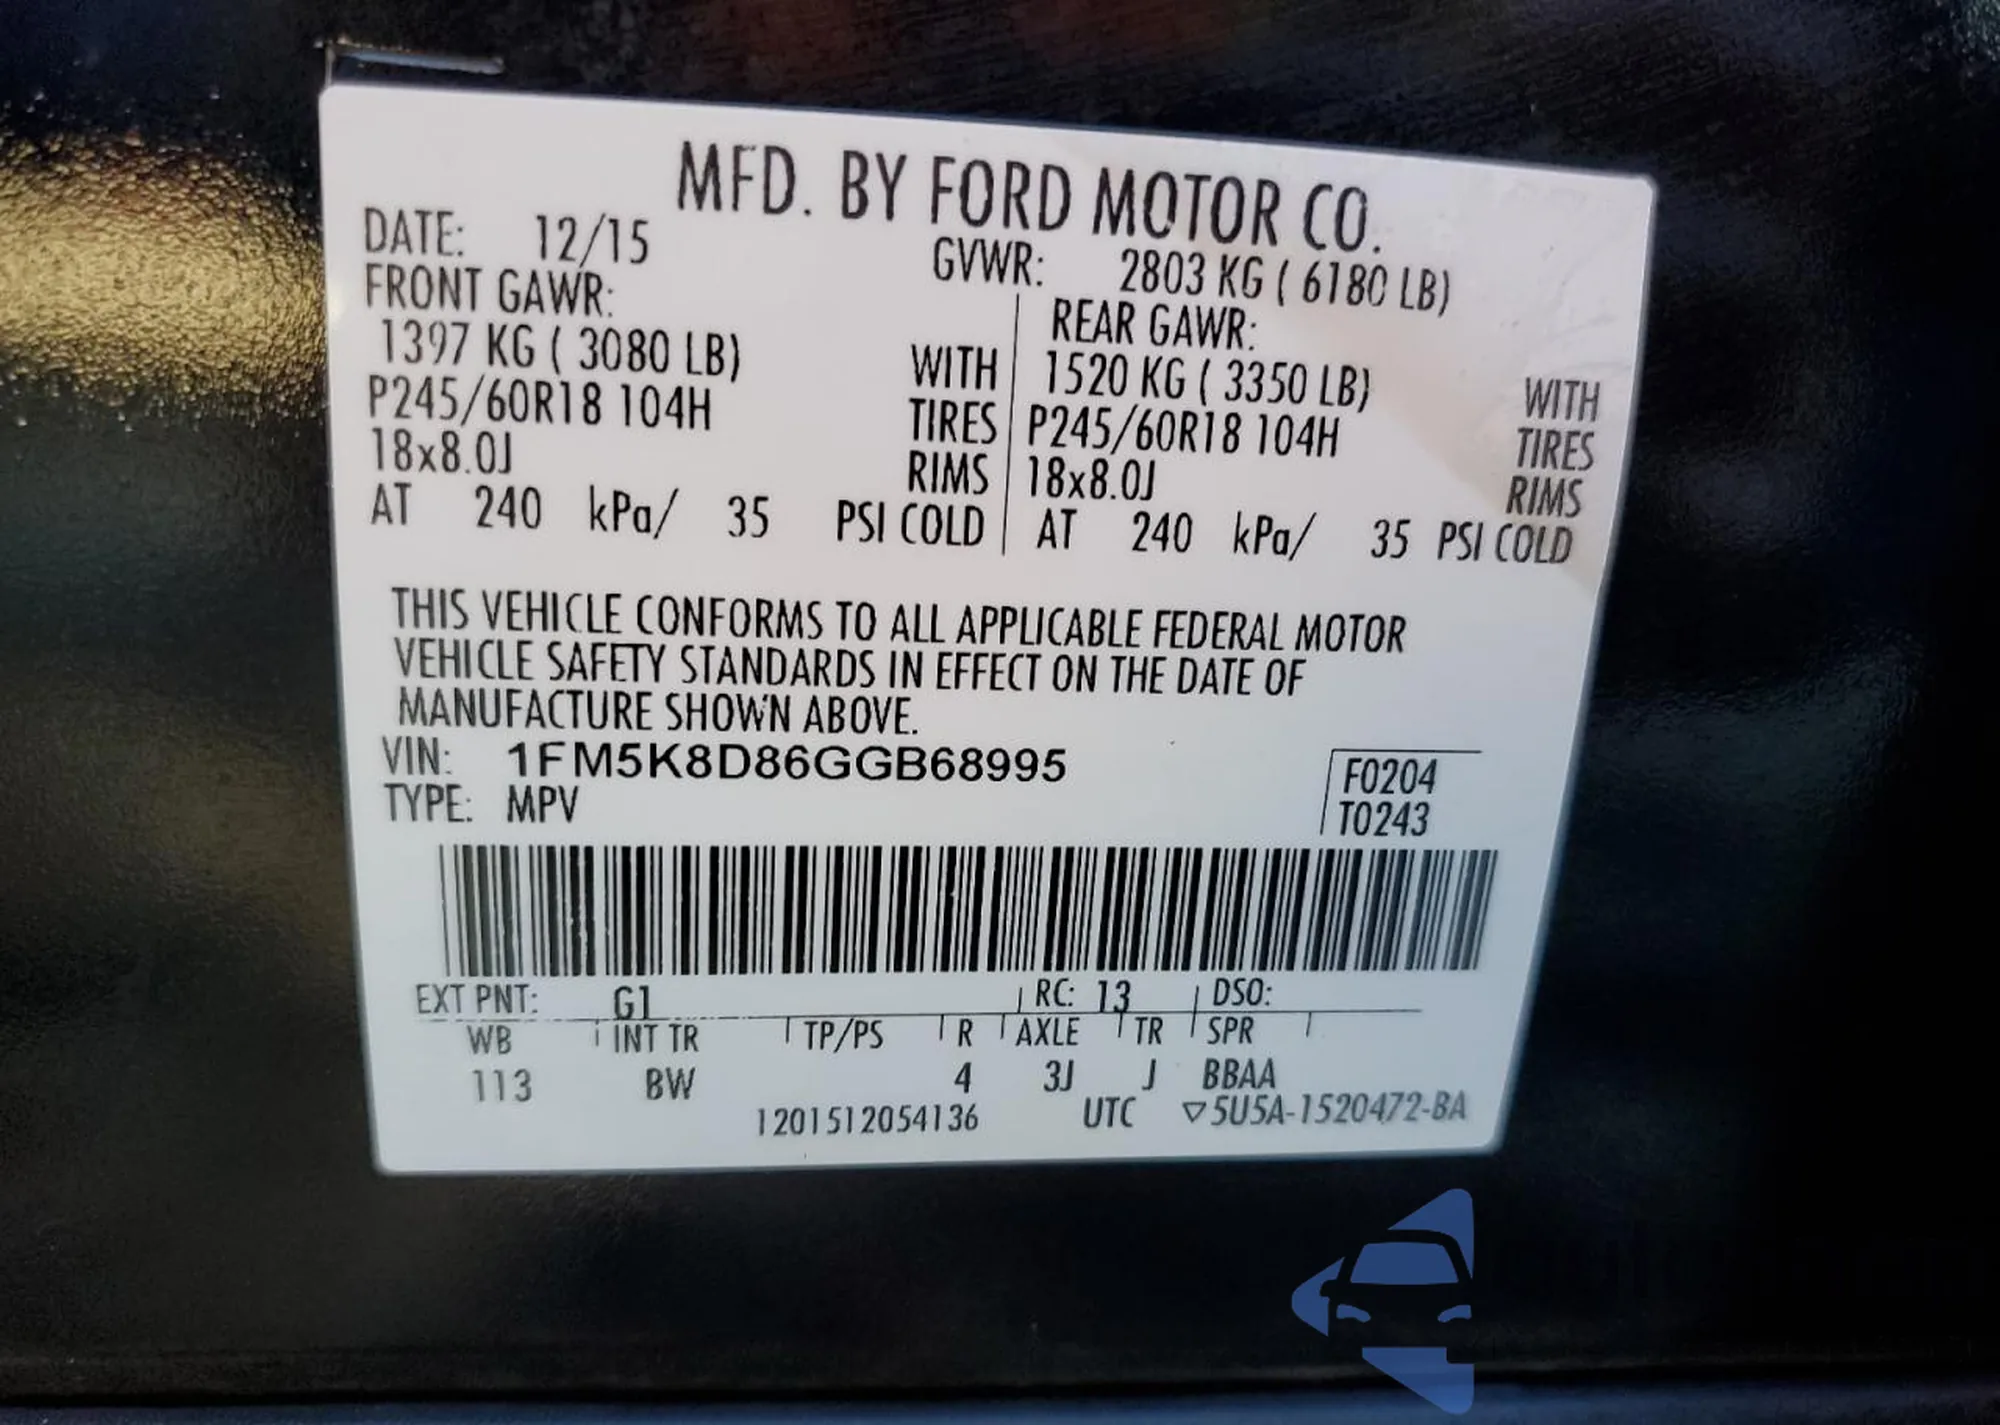 MFD. BY FORD MOTOR CO.
DATE: 12/15 GVWR: 2803 KG ( 6180 LB)
FRONT GAWR: REAR GAWR:
1397 KG ( 3080 LB) WITH 1520 KG ( 3350 LB) WITH
P245/60R18 104H TIRES P245/60R18 104H TIRES
18x8.0J RIMS 18x8.0J RIMS
AT 240 kPa/ 35 PSI COLD AT 240 kPa/ 35 PSI COLD
THIS VEHICLE CONFORMS TO ALL APPLICABLE FEDERAL MOTOR
VEHICLE SAFETY STANDARDS IN EFFECT ON THE DATE OF
MANUFACTURE SHOWN ABOVE.
VIN: 1FM5K8D86GGB68995 F0204
TYPE: MPV T0243
EXT PNT: G1 RC: 13 DSO:
WB INT TR TP/PS R AXLE TR SPR
113 BW 4 3J J BBAA
1201512054136 UTC ▽5U5A-1520472-BA